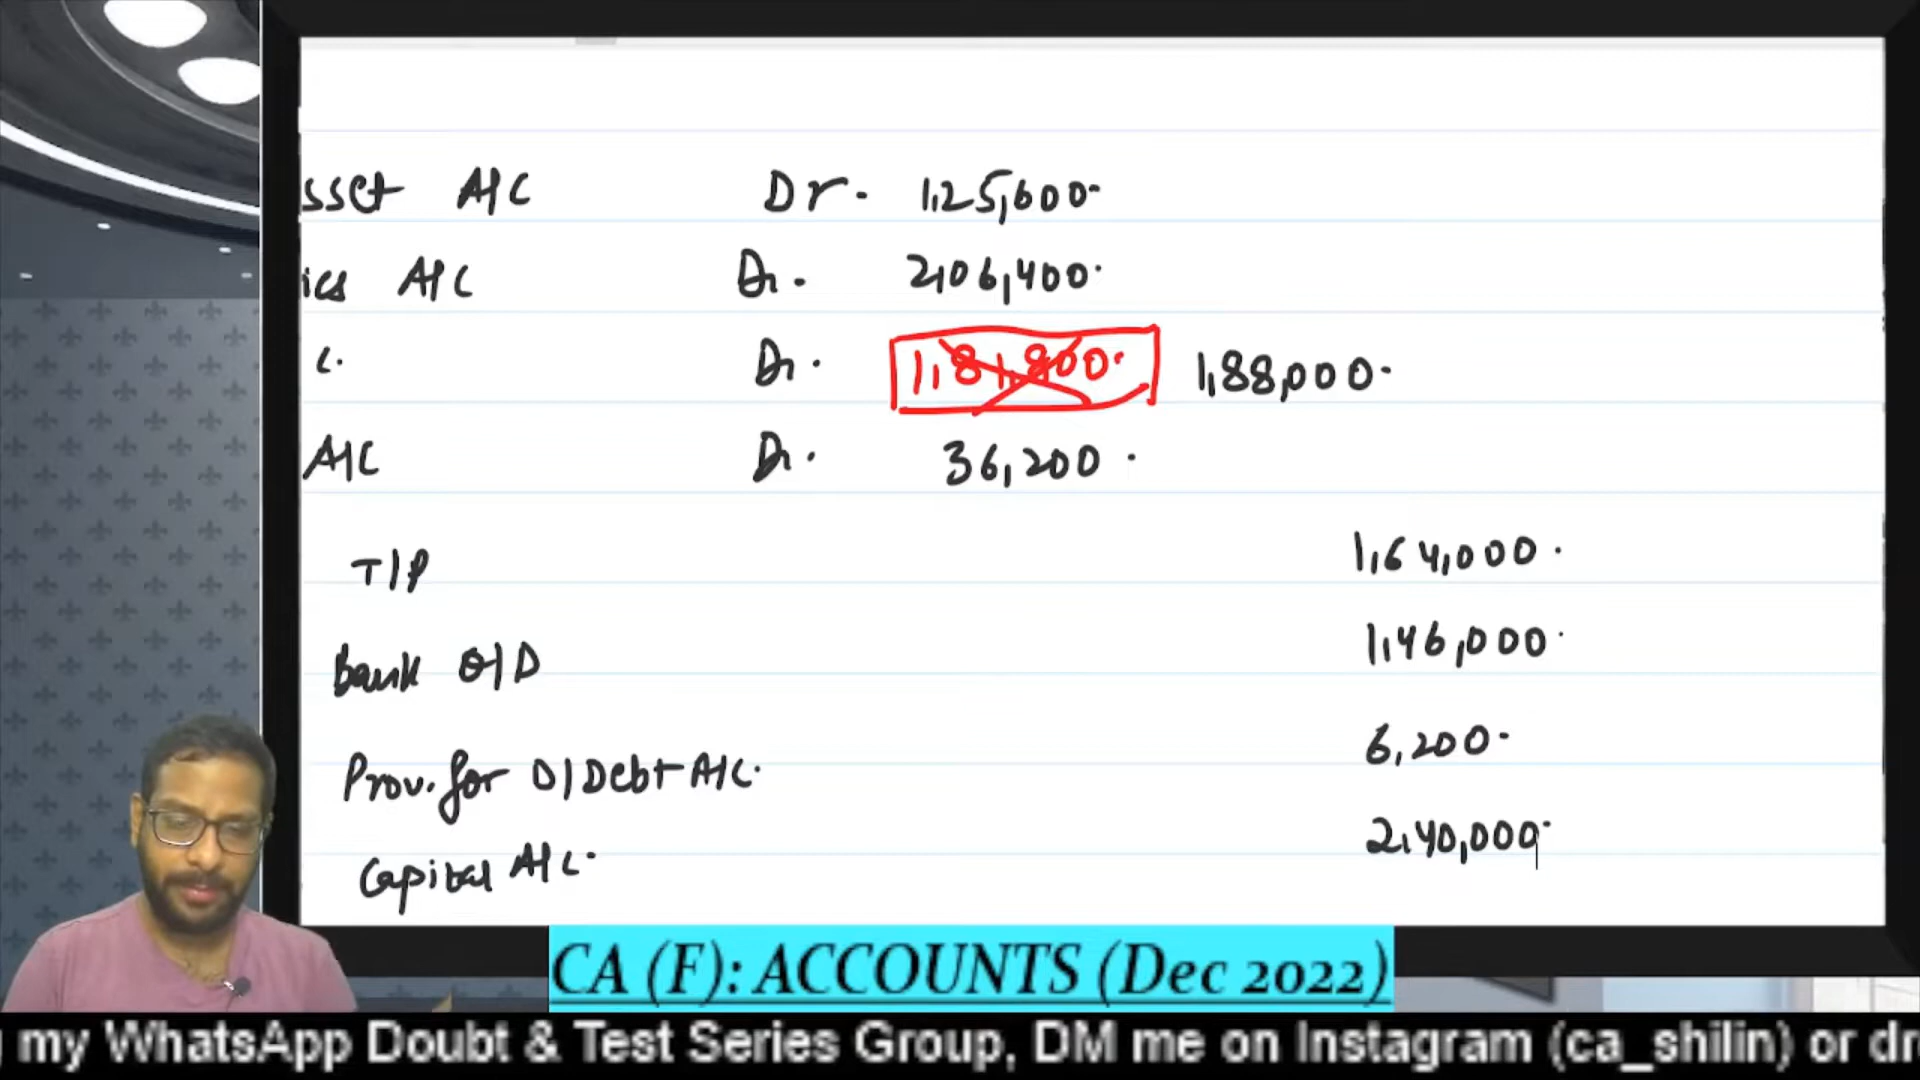 sset A/C Dr. 1,25,600.
ics A/C Dr. 2,06,400.
c. Dr. 1,81,800. 1,88,000.
A/C Dr. 36,200.
T/P 1,64,000.
Bank O/D 1,46,000.
Prov. for D/Debt A/C. 6,200.
Capital A/C. 2,40,000.
CA (F): ACCOUNTS (Dec 2022)
my WhatsApp Doubt & Test Series Group, DM me on Instagram (ca_shilin) or dr